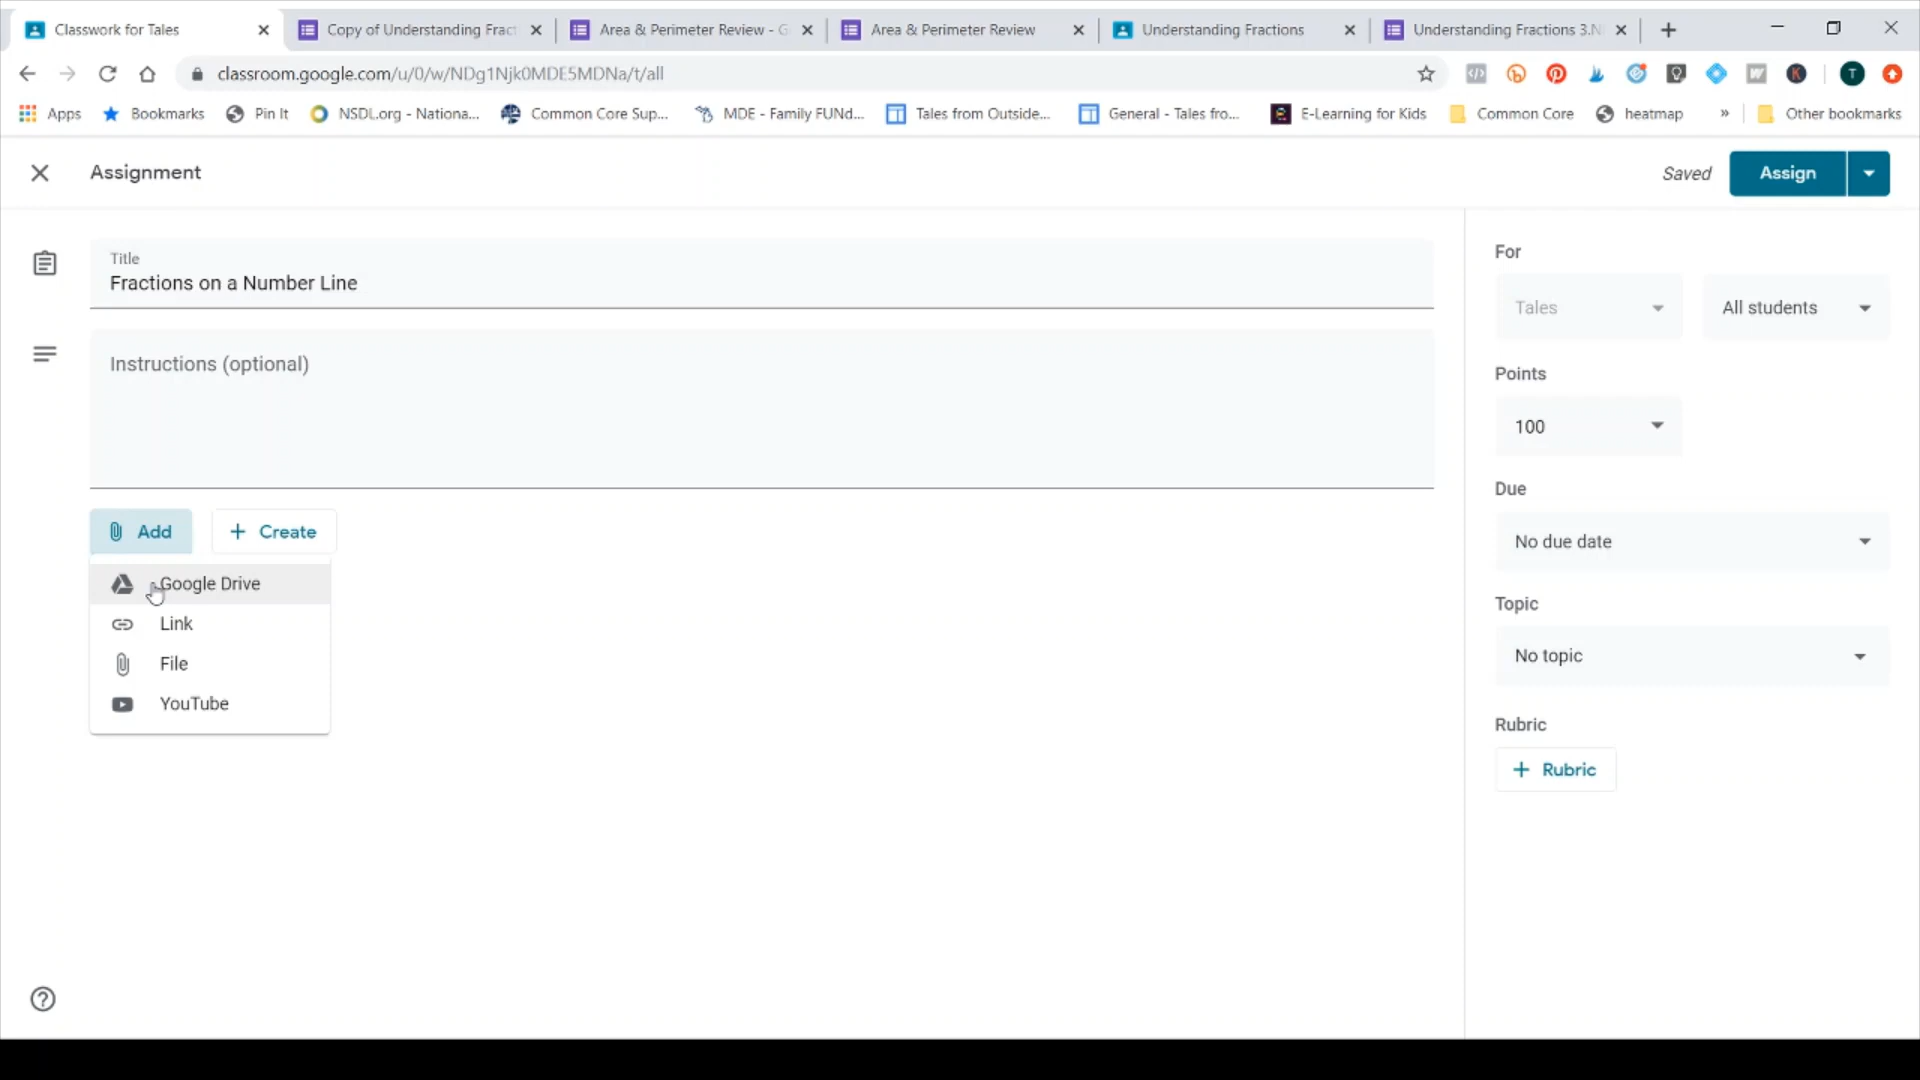 Classwork for Tales
Copy of Understanding Fract
Area & Perimeter Review - G
Area & Perimeter Review
Understanding Fractions
Understanding Fractions 3.N
classroom.google.com/u/0/w/NDg1Njk0MDE5MDNa/t/all
T
Apps
Bookmarks
Pin It
NSDL.org - Nationa...
Common Core Sup...
MDE - Family FUNd...
Tales from Outside...
General - Tales fro...
E-Learning for Kids
Common Core
heatmap
»
Other bookmarks
Assignment
Saved
Assign
Title
Fractions on a Number Line
Instructions (optional)
Add
+ Create
Google Drive
Link
File
YouTube
For
Tales
All students
Points
100
Due
No due date
Topic
No topic
Rubric
+ Rubric